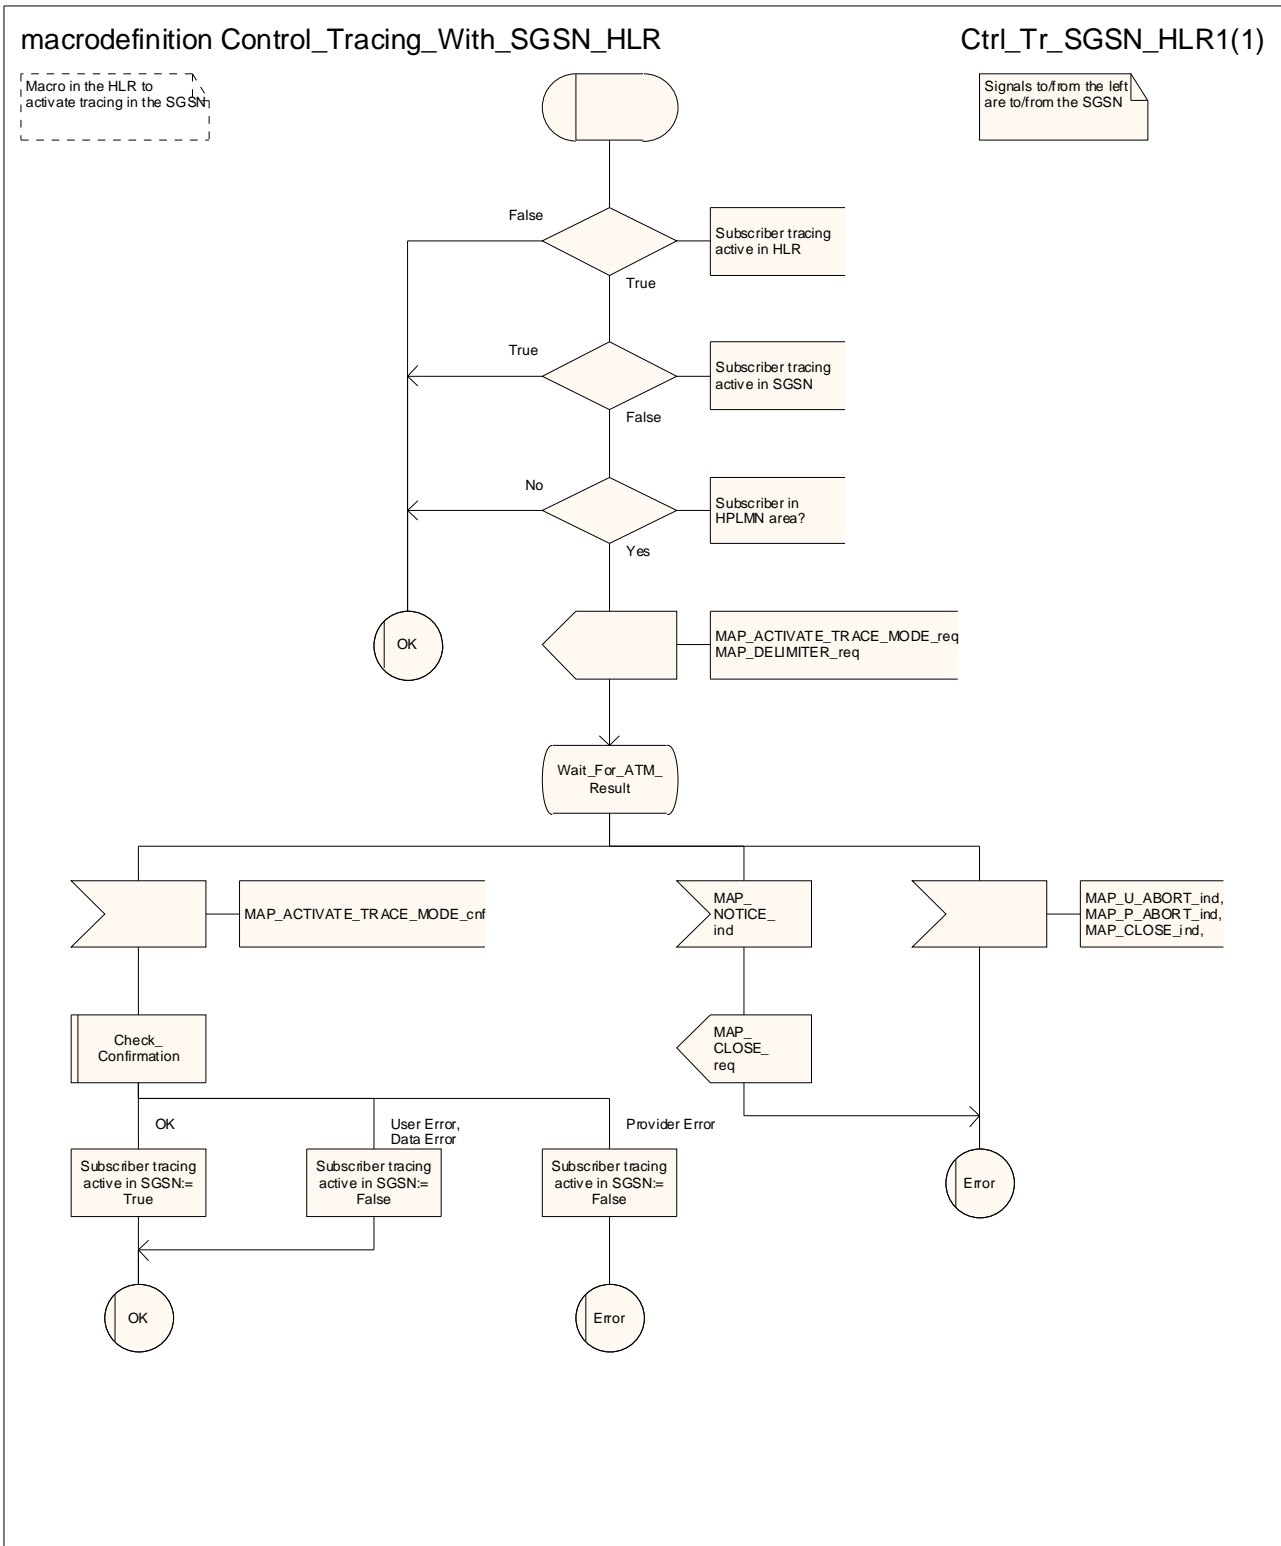 macrodefinition Control_Tracing_With_SGSN_HLR
Ctrl_Tr_SGSN_HLR1(1)
Macro in the HLR to
activate tracing in the SGSN
Signals to/from the left
are to/from the SGSN
False
Subscriber tracing
active in HLR
True
True
Subscriber tracing
active in SGSN
False
No
Subscriber in
HPLMN area?
Yes
OK
MAP_ACTIVATE_TRACE_MODE_req
MAP_DELIMITER_req
Wait_For_ATM_
Result
MAP_ACTIVATE_TRACE_MODE_cnf
MAP_
NOTICE_
ind
MAP_U_ABORT_ind,
MAP_P_ABORT_ind,
MAP_CLOSE_ind,
Check_
Confirmation
MAP_
CLOSE_
req
OK
User Error,
Data Error
Provider Error
Subscriber tracing
active in SGSN:=
True
Subscriber tracing
active in SGSN:=
False
Subscriber tracing
active in SGSN:=
False
Error
OK
Error